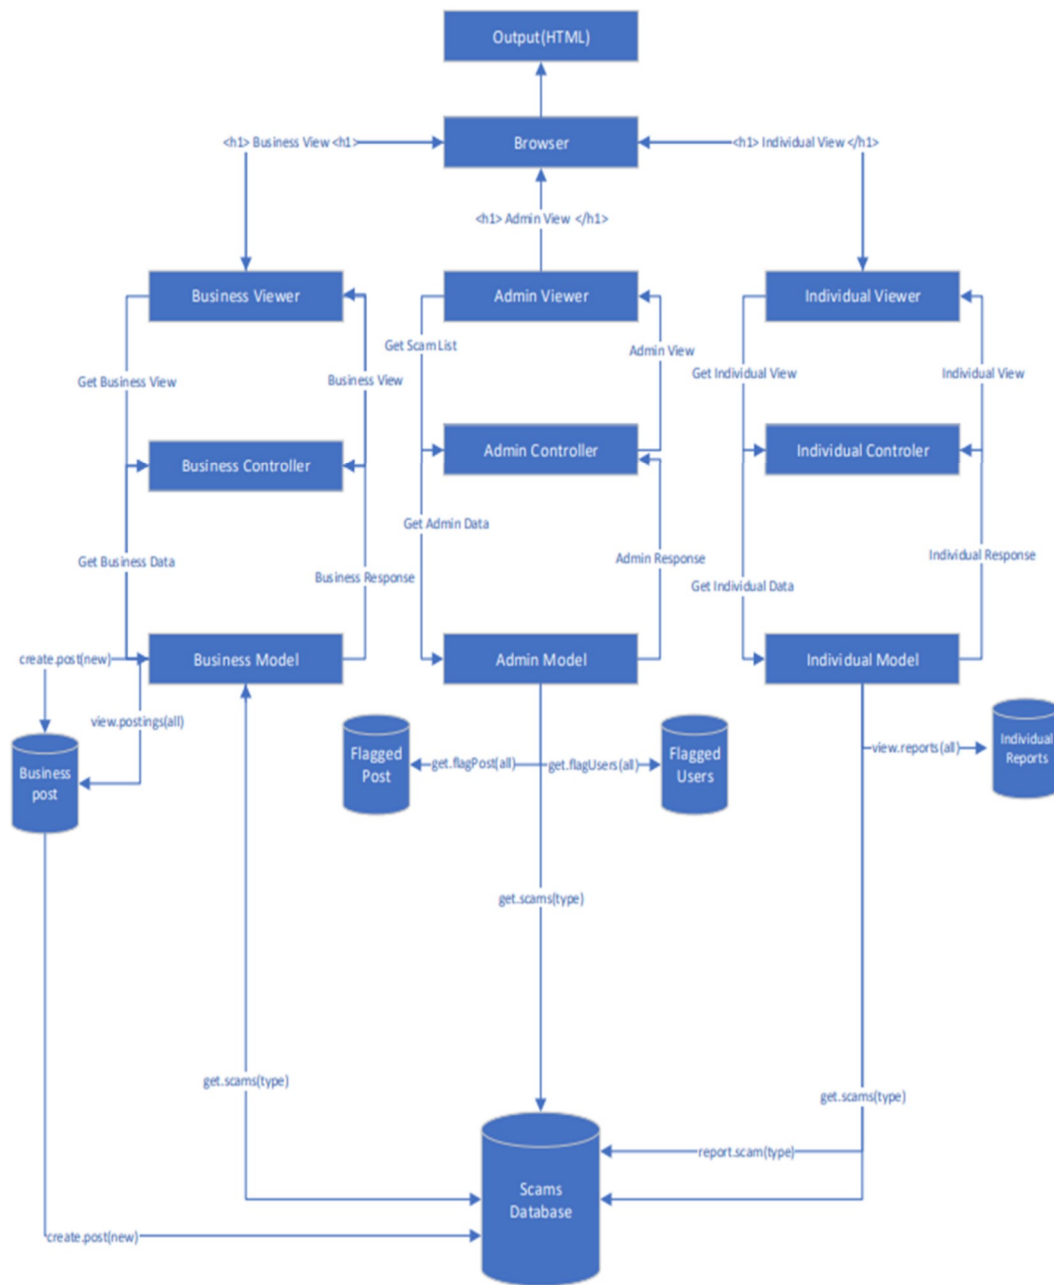 Output(HTML)
Browser
<h1> Business View <h1>
<h1> Individual View </h1>
<h1> Admin View </h1>
Business Viewer
Admin Viewer
Individual Viewer
Get Scam List
Admin View
Get Business View
Business View
Get Individual View
Individual View
Business Controller
Admin Controller
Individual Controler
Get Admin Data
Get Business Data
Business Response
Admin Response
Individual Response
Get Individual Data
create.post(new)
Business Model
Admin Model
Individual Model
view.postings(all)
Business
post
Flagged
Post
get.flagPost(all)
get.flagUsers(all)
Flagged
Users
view.reports(all)
Individual
Reports
get.scams(type)
get.scams(type)
get.scams(type)
report.scam(type)
Scams
Database
create.post(new)